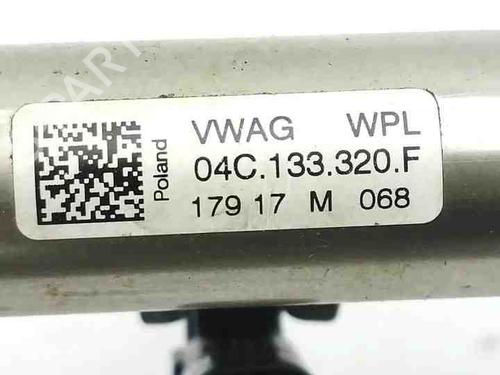 VWAG WPL
Poland
04C.133.320.F
179 17 M 068